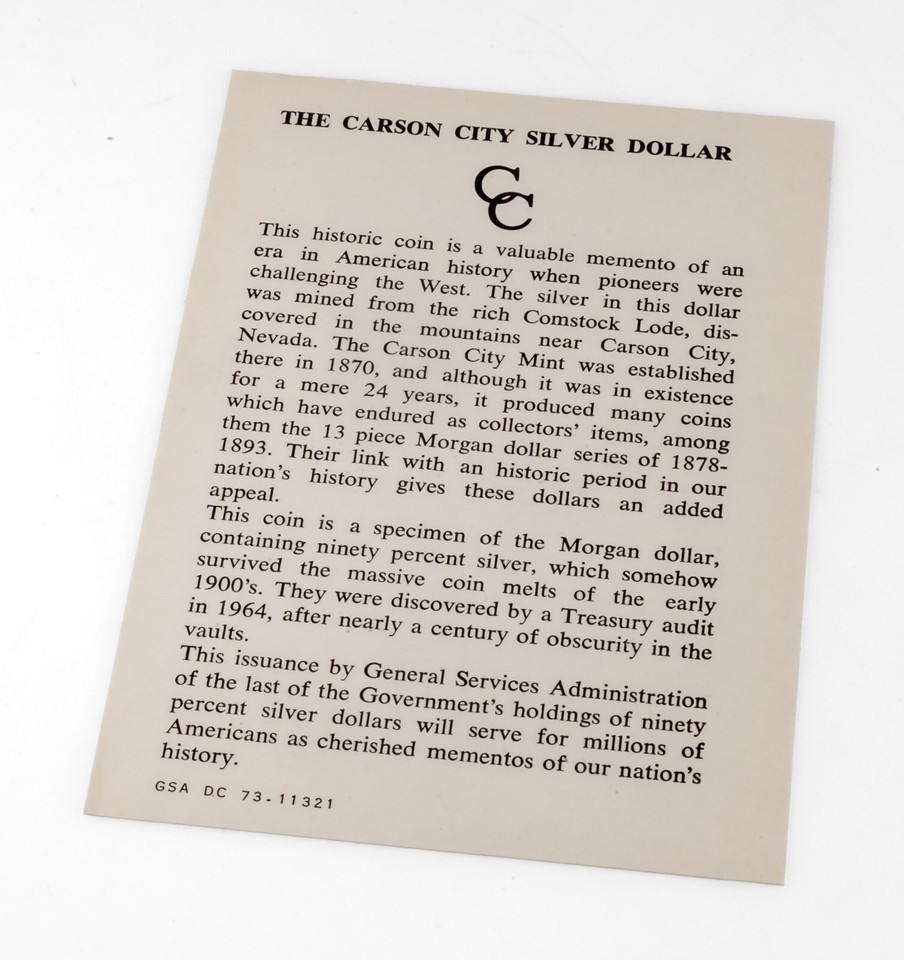 THE CARSON CITY SILVER DOLLAR
CC
This historic coin is a valuable memento of an
era in American history when pioneers were
challenging the West. The silver in this dollar
was mined from the rich Comstock Lode, dis-
covered in the mountains near Carson City,
Nevada. The Carson City Mint was established
there in 1870, and although it was in existence
for a mere 24 years, it produced many coins
which have endured as collectors' items, among
them the 13 piece Morgan dollar series of 1878-
1893. Their link with an historic period in our
nation's history gives these dollars an added
appeal.
This coin is a specimen of the Morgan dollar,
containing ninety percent silver, which somehow
survived the massive coin melts of the early
1900's. They were discovered by a Treasury audit
in 1964, after nearly a century of obscurity in the
vaults.
This issuance by General Services Administration
of the last of the Government's holdings of ninety
percent silver dollars will serve for millions of
Americans as cherished mementos of our nation's
history.
GSA DC 73-11321